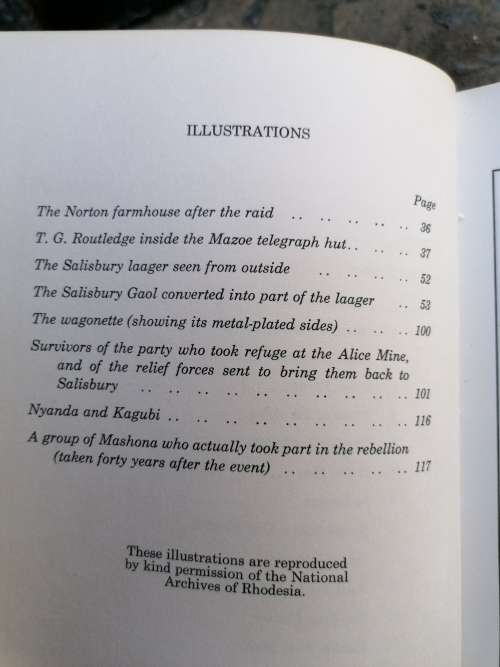 ILLUSTRATIONS
Page
The Norton farmhouse after the raid .. .. .. .. .. 36
T. G. Routledge inside the Mazoe telegraph hut.. .. .. 37
The Salisbury laager seen from outside .. .. .. .. 52
The Salisbury Gaol converted into part of the laager .. 53
The wagonette (showing its metal-plated sides) .. .. .. 100
Survivors of the party who took refuge at the Alice Mine,
and of the relief forces sent to bring them back to
Salisbury .. .. .. .. .. .. .. .. .. .. 101
Nyanda and Kagubi .. .. .. .. .. .. .. .. .. 116
A group of Mashona who actually took part in the rebellion
(taken forty years after the event) .. .. .. .. .. 117
These illustrations are reproduced
by kind permission of the National
Archives of Rhodesia.